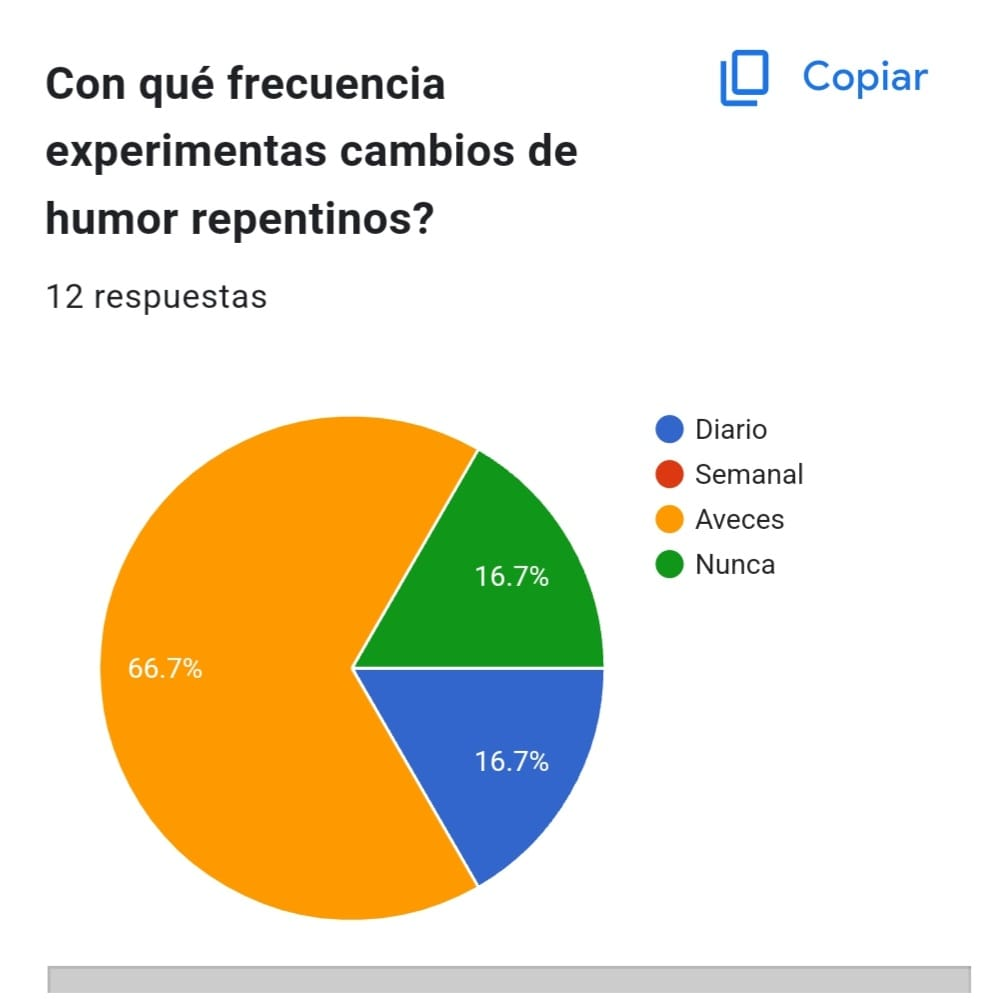 Con qué frecuencia
experimentas cambios de
humor repentinos?
Copiar
12 respuestas
Diario
Semanal
Aveces
Nunca
16.7%
66.7%
16.7%